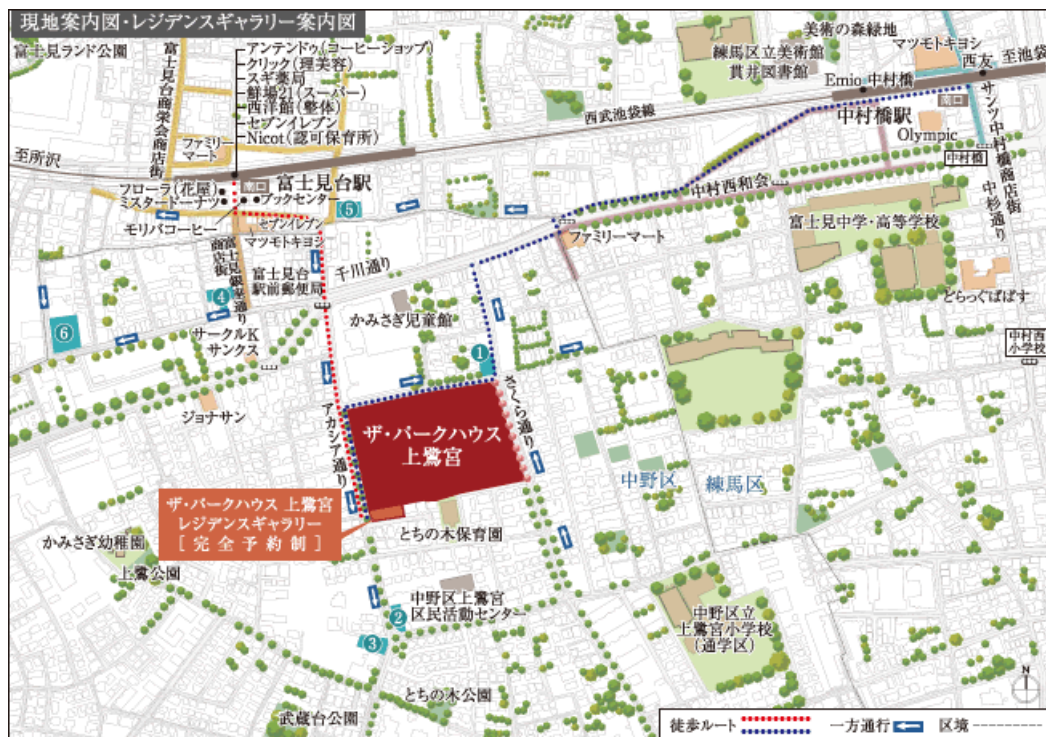 現地案内図・レジデンスギャラリー案内図
富士見ランド公園
富士見台商栄会商店街
アンテンドゥ(コーヒーショップ)
クリック(理美容)
スギ薬局
鮮場21(スーパー)
西洋館(整体)
セブンイレブン
Nicot(認可保育所)
ファミリー
マート
至所沢
フローラ(花屋)
ミスタードーナツ
モリバコーヒー
南口
富士見台駅
ブックセンター
セブンイレブン
マツモトキヨシ
富士見銀座通り
商店街
富士見台
駅前郵便局
千川通り
西武池袋線
美術の森緑地
練馬区立美術館
貫井図書館
マツモトキヨシ
西友
至池袋
Emio 中村橋
中村橋駅
南口
Olympic
中村橋
サンツ中村橋商店街
中杉通り
中村西和会
ファミリーマート
富士見中学・高等学校
どらっぐぱぱす
中村西
小学校
⑤
④
⑥
サークルK
サンクス
ジョナサン
かみさぎ児童館
①
さくら通り
アカシア通り
ザ・パークハウス
上鷺宮
中野区
練馬区
ザ・パークハウス 上鷺宮
レジデンスギャラリー
[完全予約制]
とちの木保育園
かみさぎ幼稚園
上鷺公園
中野区上鷺宮
区民活動センター
②
③
中野区立
上鷺宮小学校
(通学区)
とちの木公園
武蔵台公園
N
徒歩ルート
一方通行
区境